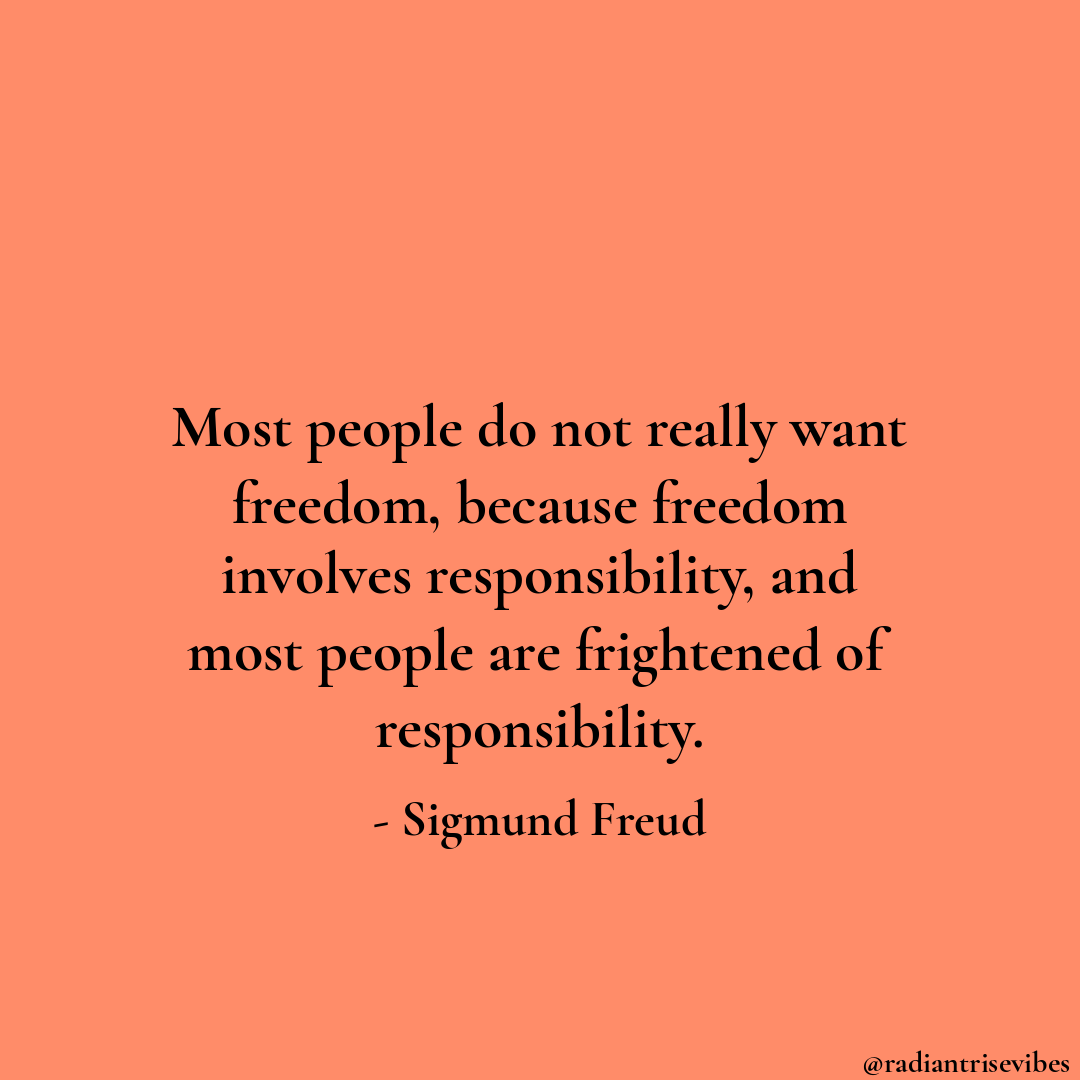 Most people do not really want
freedom, because freedom
involves responsibility, and
most people are frightened of
responsibility.
- Sigmund Freud
@radiantrisevibes